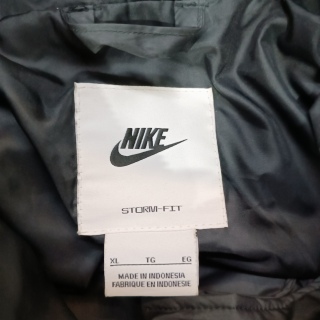 NIKE
STORM-FIT
XL TG EG
MADE IN INDONESIA
FABRIQUE EN INDONESIE